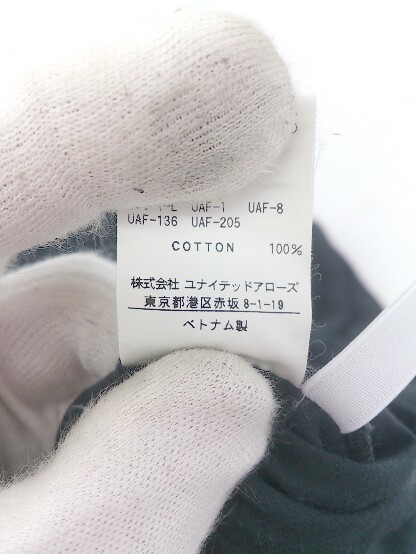 UAF-1 UAF-8
UAF-136 UAF-205
COTTON 100%
株式会社 ユナイテッドアローズ
東京都港区赤坂 8-1-19
ベトナム製